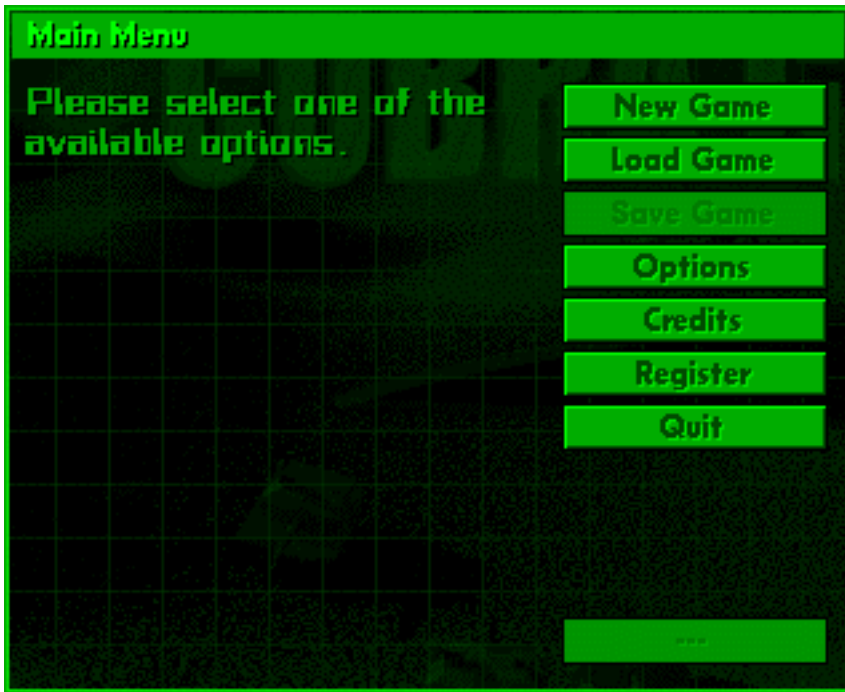 Main Menu
Please select one of the
available options.
New Game
Load Game
Save Game
Options
Credits
Register
Quit
---